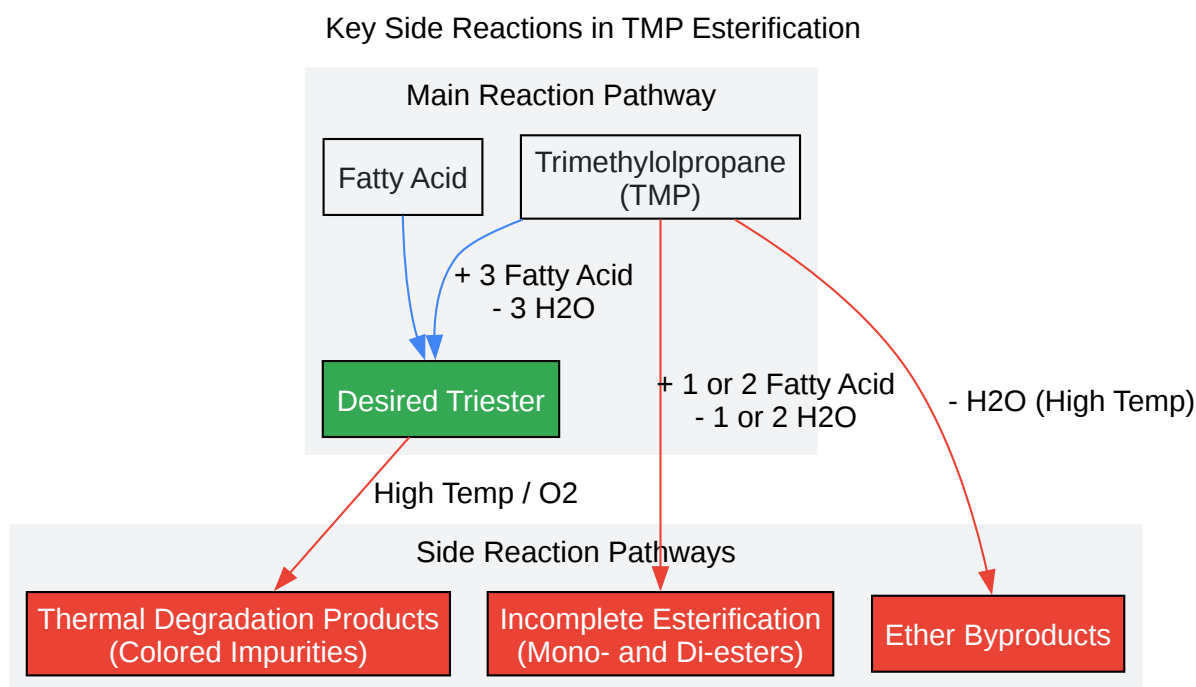 Key Side Reactions in TMP Esterification
Main Reaction Pathway
Fatty Acid
Trimethylolpropane
(TMP)
+ 3 Fatty Acid
- 3 H2O
Desired Triester
+ 1 or 2 Fatty Acid
- 1 or 2 H2O
- H2O (High Temp)
High Temp / O2
Side Reaction Pathways
Thermal Degradation Products
(Colored Impurities)
Incomplete Esterification
(Mono- and Di-esters)
Ether Byproducts